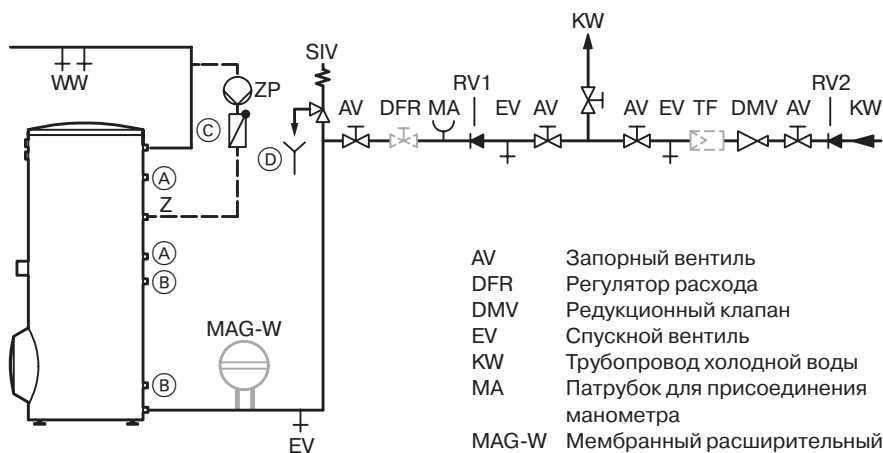 KW
SIV
WW
ZP
AV DFR MA RV1 EV AV AV EV TF DMV AV RV2 KW
C
D
A
Z
A
B
MAG-W
B
EV
AV Запорный вентиль
DFR Регулятор расхода
DMV Редукционный клапан
EV Спускной вентиль
KW Трубопровод холодной воды
MA Патрубок для присоединения
манометра
MAG-W Мембранный расширительный